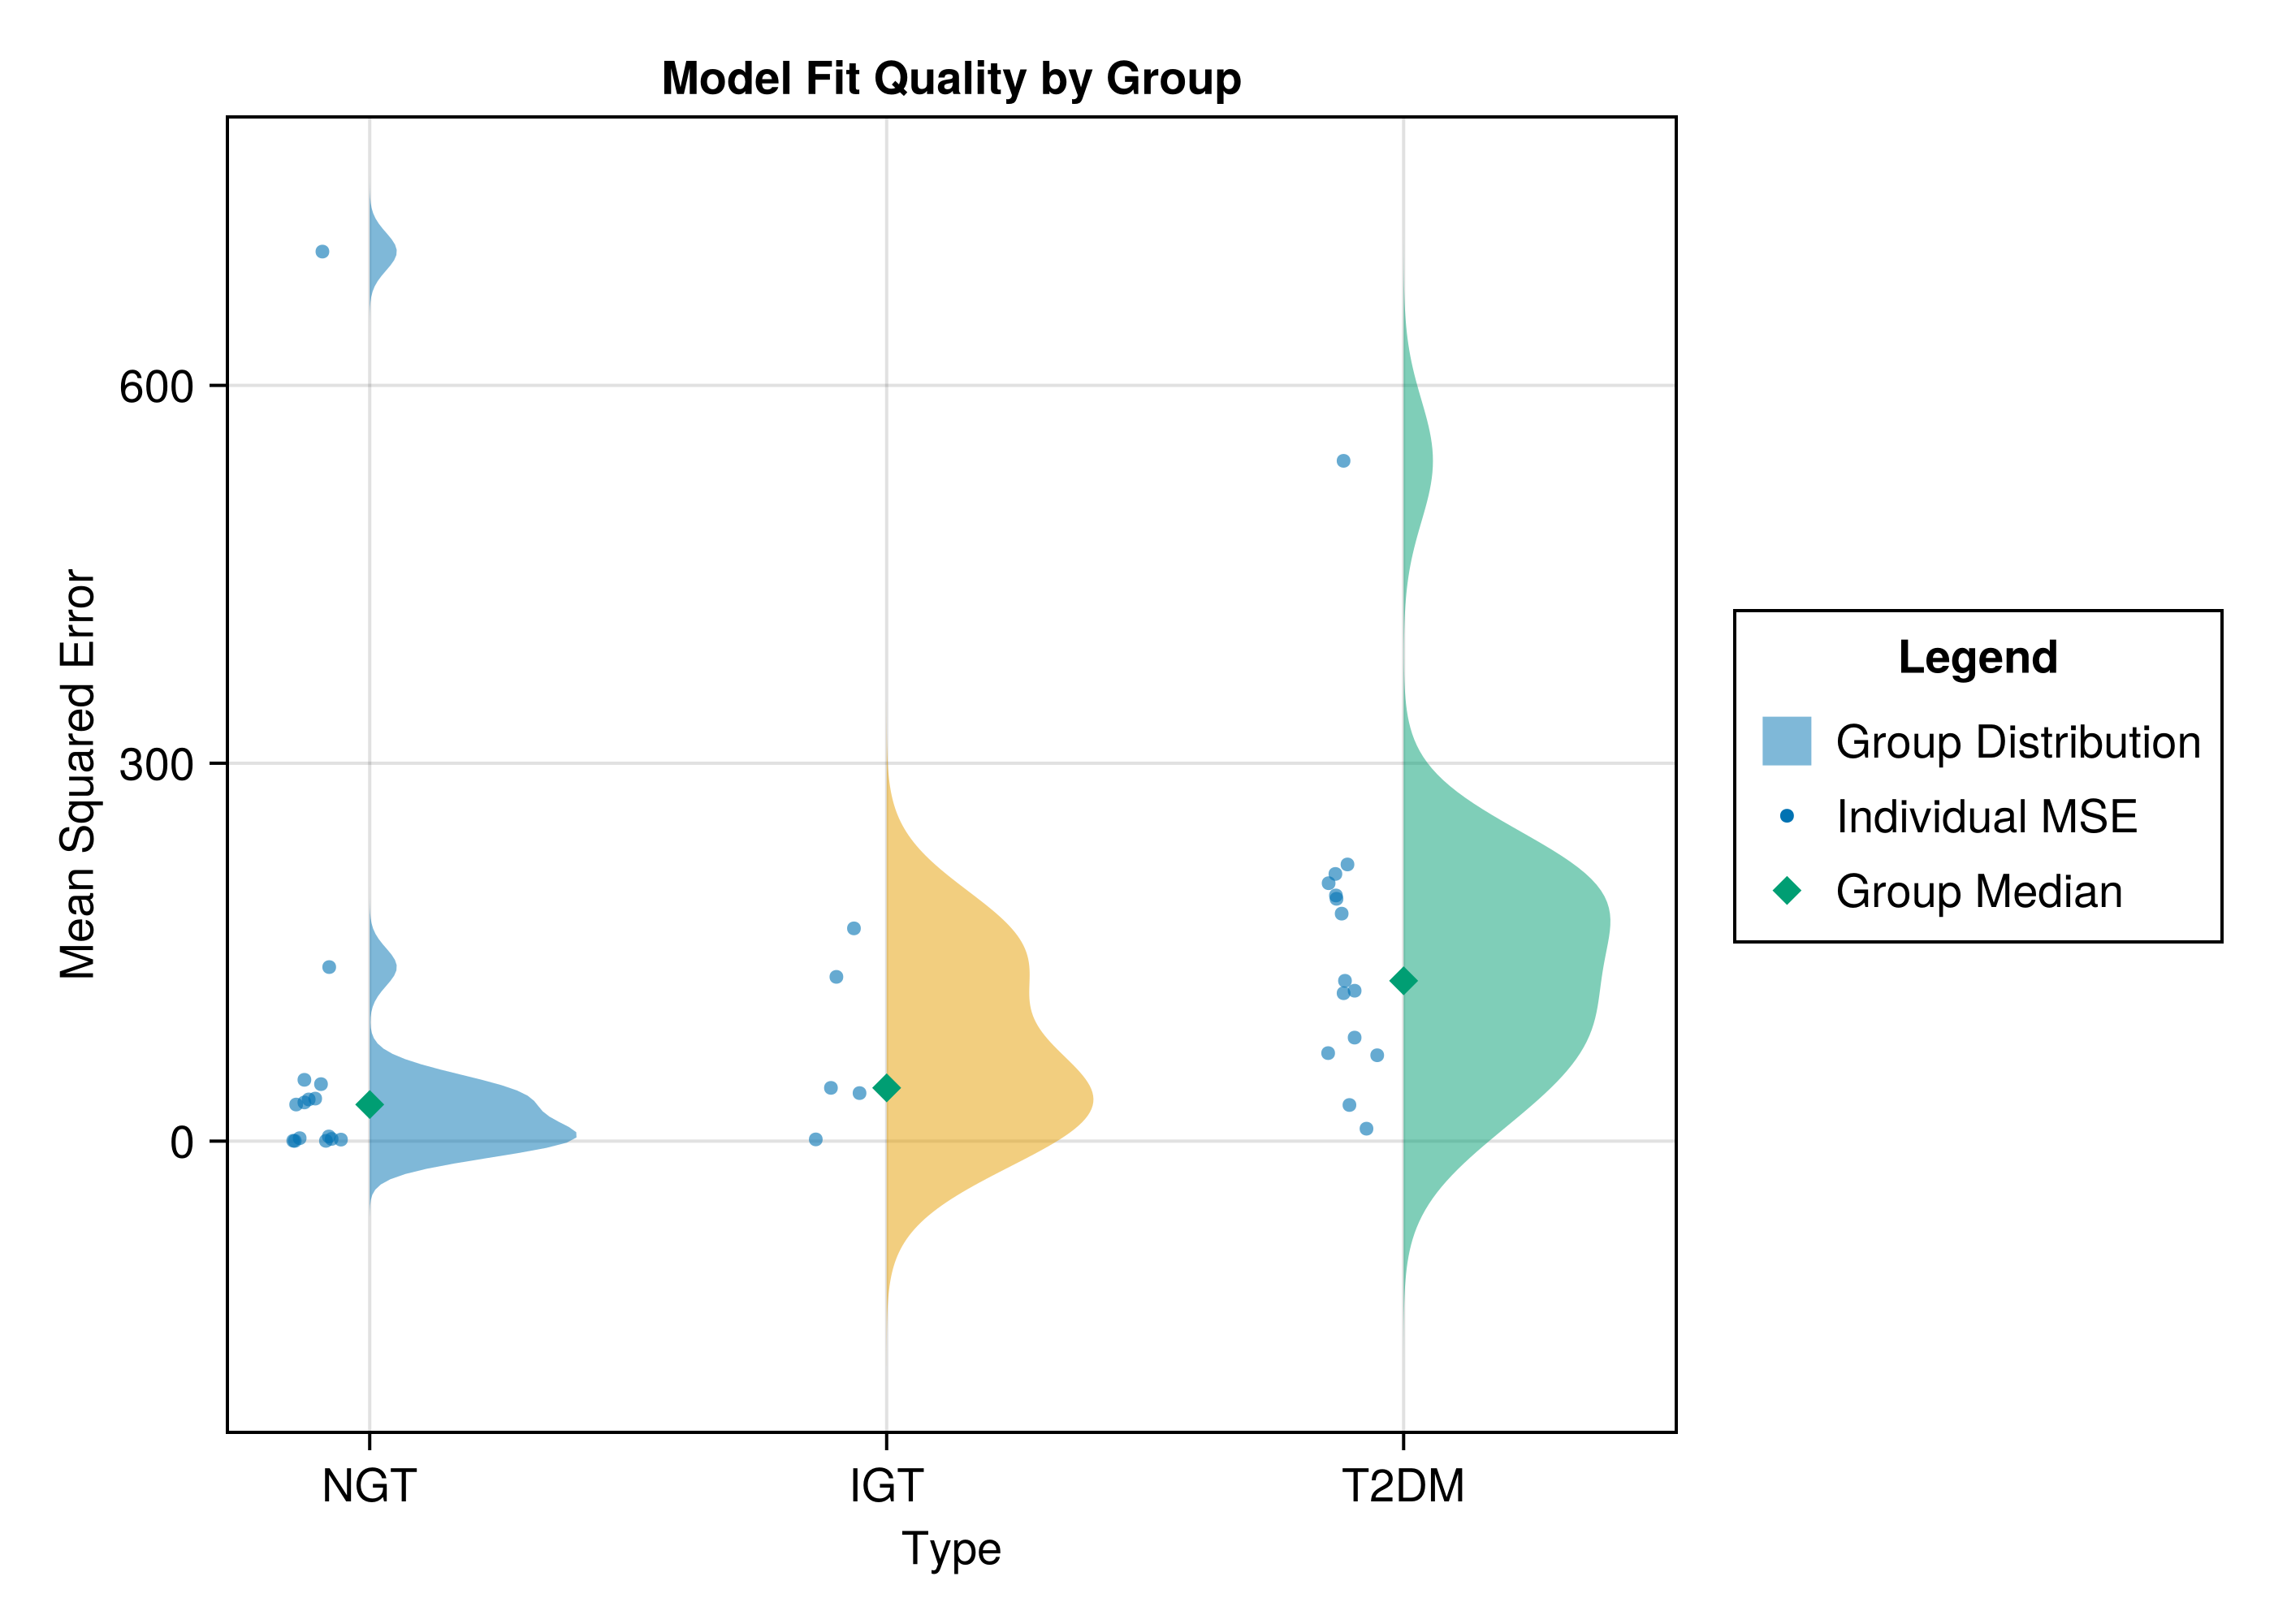 Model Fit Quality by Group
Mean Squared Error
600
300
0
NGT
IGT
T2DM
Type
Legend
Group Distribution
Individual MSE
Group Median